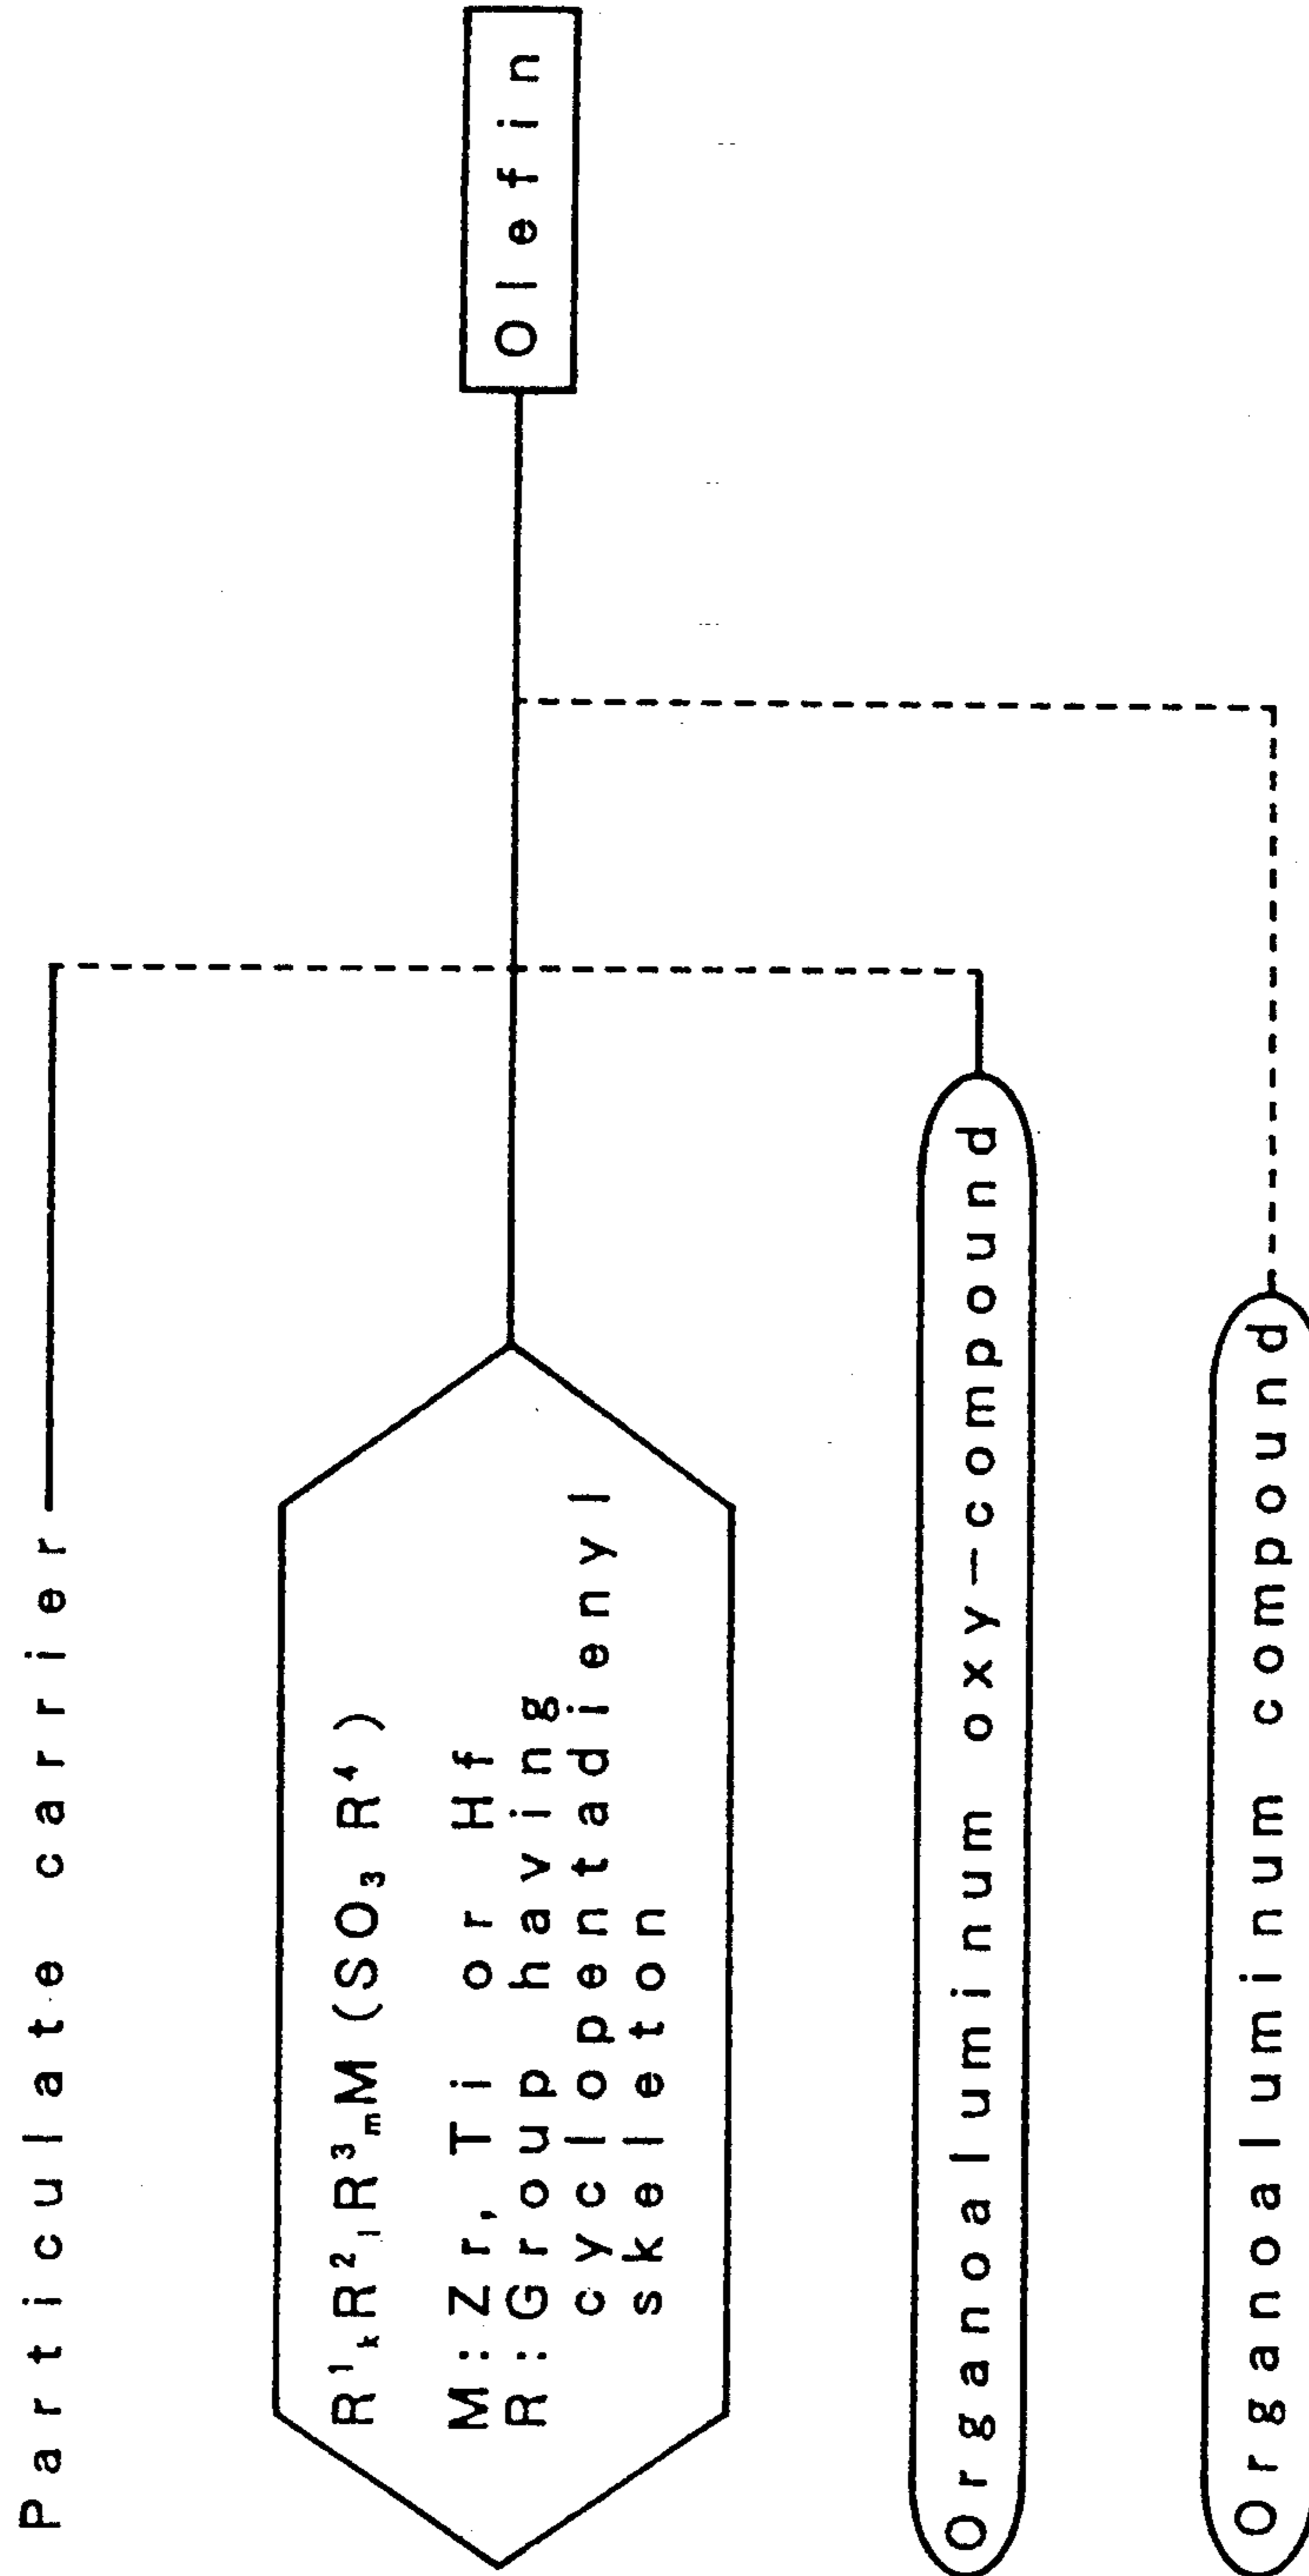 Particulate carrier
R¹ₖR²ₗR³ₘM(SO₃R⁴)
M:Zr, Ti or Hf
R:Group having
cyclopentadienyl
skeleton
Olefin
Organoaluminum oxy-compound
Organoaluminum compound